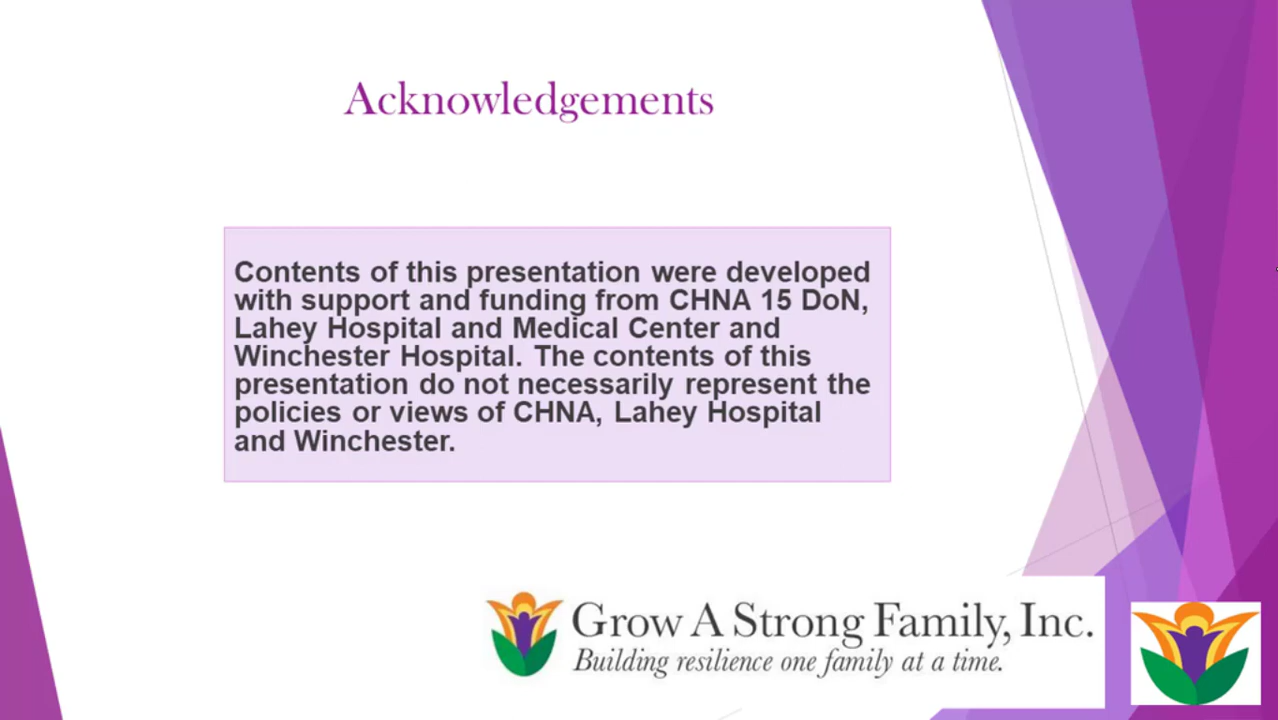 Acknowledgements
Contents of this presentation were developed
with support and funding from CHNA 15 DoN,
Lahey Hospital and Medical Center and
Winchester Hospital. The contents of this
presentation do not necessarily represent the
policies or views of CHNA, Lahey Hospital
and Winchester.
Grow A Strong Family, Inc.
Building resilience one family at a time.